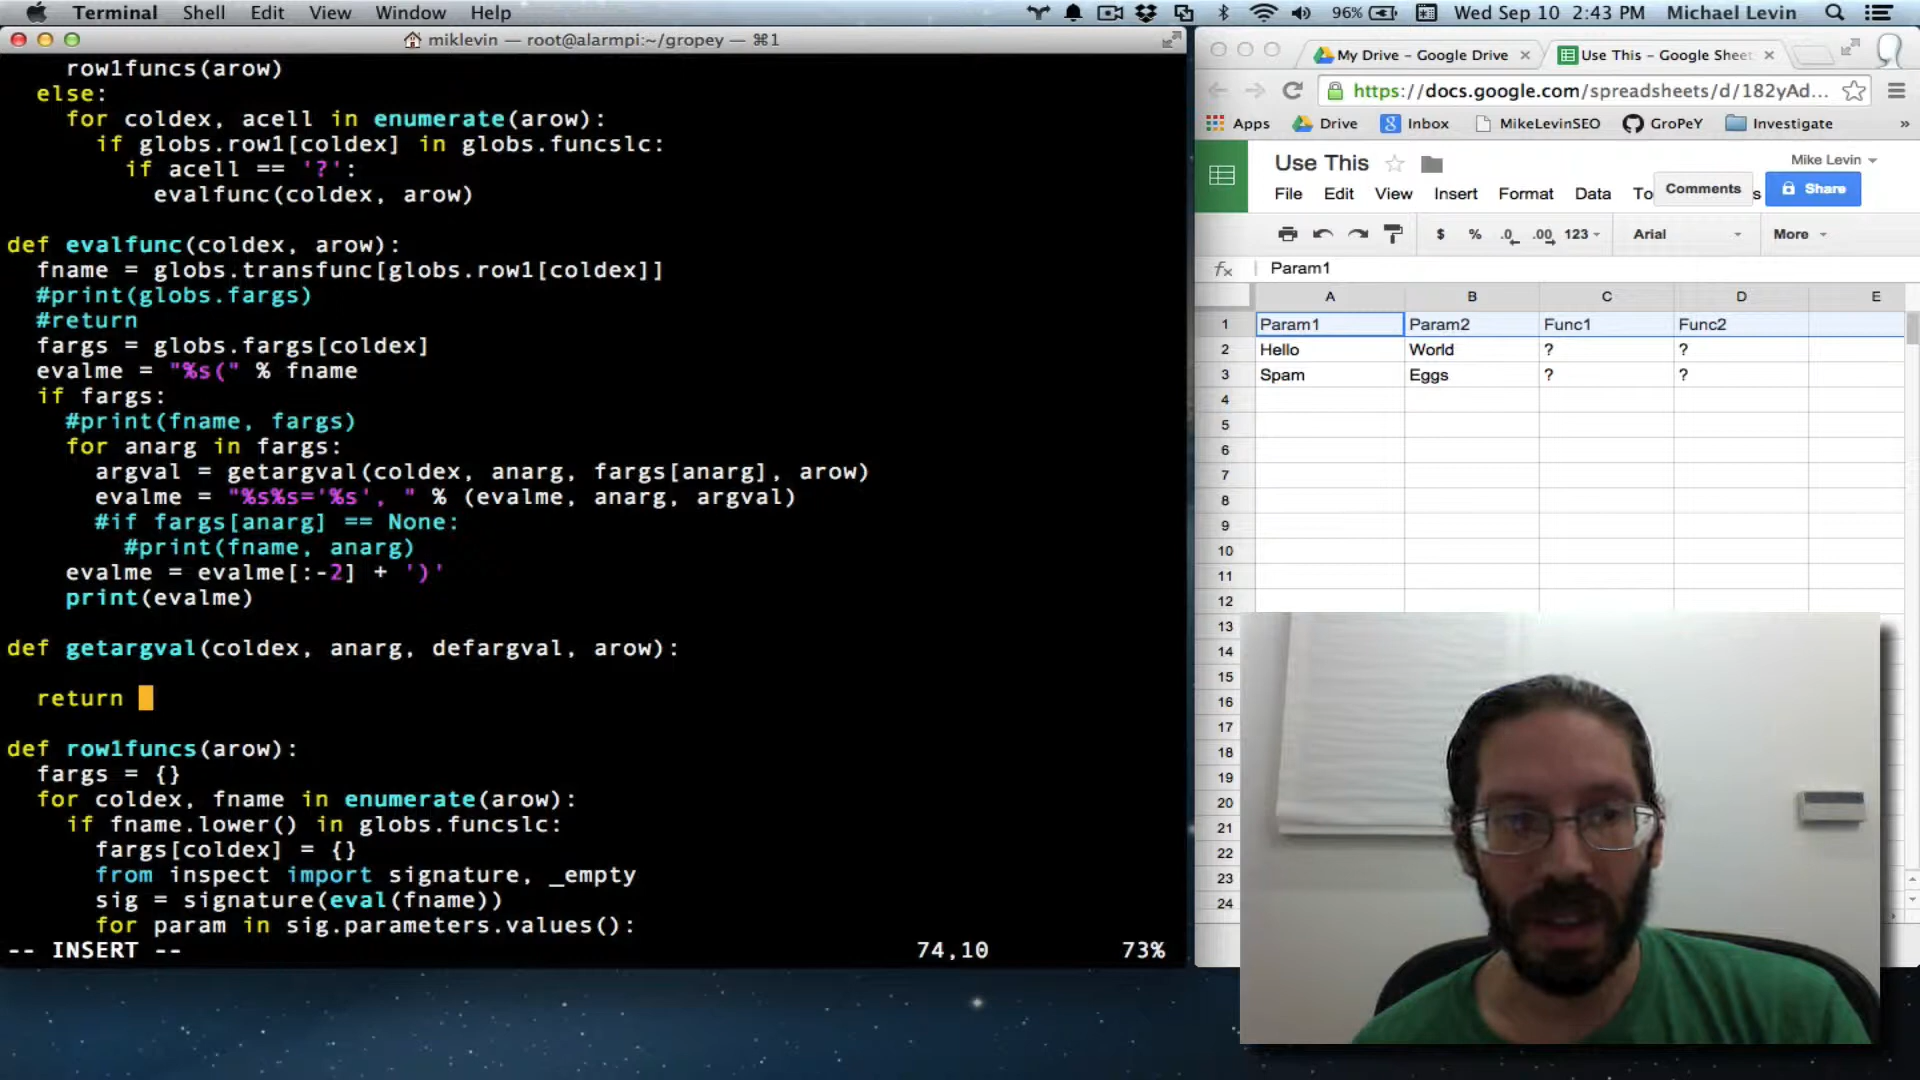 Terminal Shell Edit View Window Help 96% Wed Sep 10 2:43 PM Michael Levin
miklevin — root@alarmpi:~/gropey — ⌘1
row1funcs(arow)
else:
for coldex, acell in enumerate(arow):
if globs.row1[coldex] in globs.funcslc:
if acell == '?':
evalfunc(coldex, arow)
def evalfunc(coldex, arow):
fname = globs.transfunc[globs.row1[coldex]]
#print(globs.fargs)
#return
fargs = globs.fargs[coldex]
evalme = "%s(" % fname
if fargs:
#print(fname, fargs)
for anarg in fargs:
argval = getargval(coldex, anarg, fargs[anarg], arow)
evalme = "%s%s='%s', " % (evalme, anarg, argval)
#if fargs[anarg] == None:
#print(fname, anarg)
evalme = evalme[:-2] + ')'
print(evalme)
def getargval(coldex, anarg, defargval, arow):
return
def row1funcs(arow):
fargs = {}
for coldex, fname in enumerate(arow):
if fname.lower() in globs.funcslc:
fargs[coldex] = {}
from inspect import signature, _empty
sig = signature(eval(fname))
for param in sig.parameters.values():
-- INSERT -- 74,10 73%
My Drive – Google Drive × Use This – Google Sheet ×
https://docs.google.com/spreadsheets/d/182yAd...
Apps Drive Inbox MikeLevinSEO GroPeY Investigate »
Use This Mike Levin
File Edit View Insert Format Data To Comments s Share
$ % .0 .00 123 Arial More
fx Param1
A B C D E
1 Param1 Param2 Func1 Func2
2 Hello World ? ?
3 Spam Eggs ? ?
4
5
6
7
8
9
10
11
12
13
14
15
16
17
18
19
20
21
22
23
24